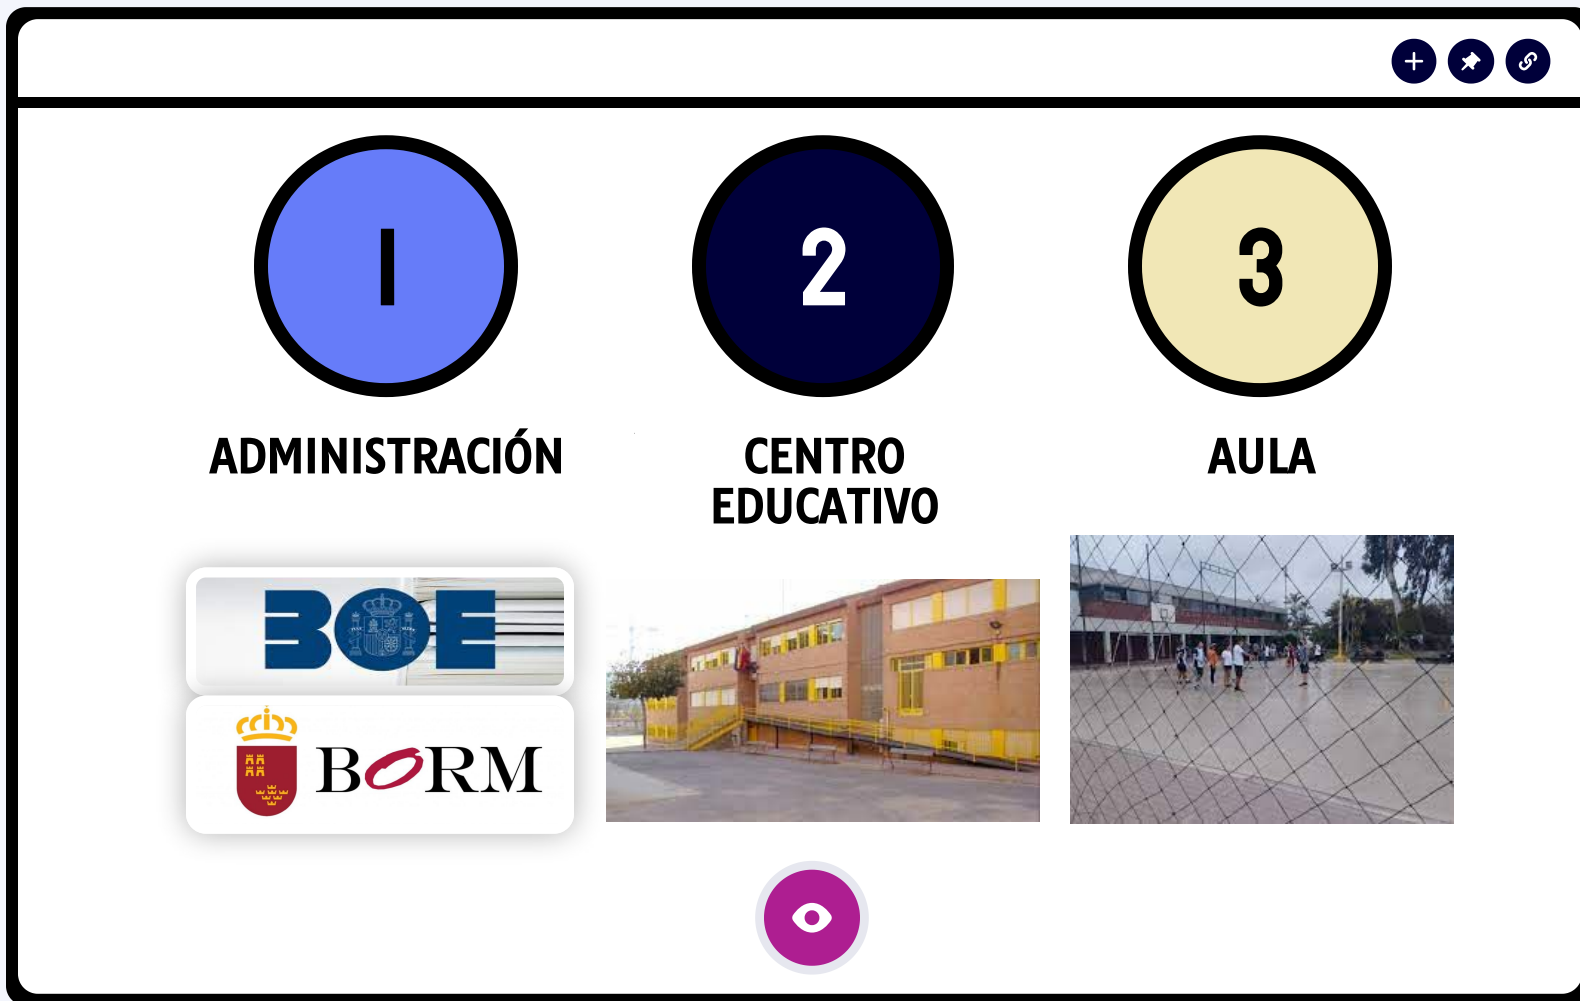 1
2
3
ADMINISTRACIÓN
CENTRO
EDUCATIVO
AULA
BOE
BORM